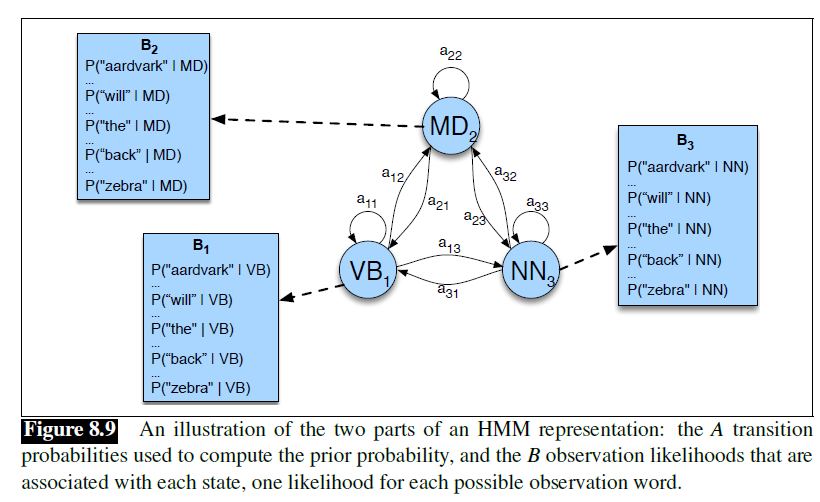 B2
P("aardvark" | MD)
...
P(“will” | MD)
...
P("the" | MD)
...
P(“back” | MD)
...
P("zebra" | MD)
a22
MD2
B3
P("aardvark" | NN)
...
P(“will” | NN)
...
P("the" | NN)
...
P(“back” | NN)
...
P("zebra" | NN)
a12
a21
a32
a23
a11
a33
B1
P("aardvark" | VB)
...
P(“will” | VB)
...
P("the" | VB)
...
P(“back” | VB)
...
P("zebra" | VB)
VB1
a13
a31
NN3
Figure 8.9 An illustration of the two parts of an HMM representation: the A transition
probabilities used to compute the prior probability, and the B observation likelihoods that are
associated with each state, one likelihood for each possible observation word.